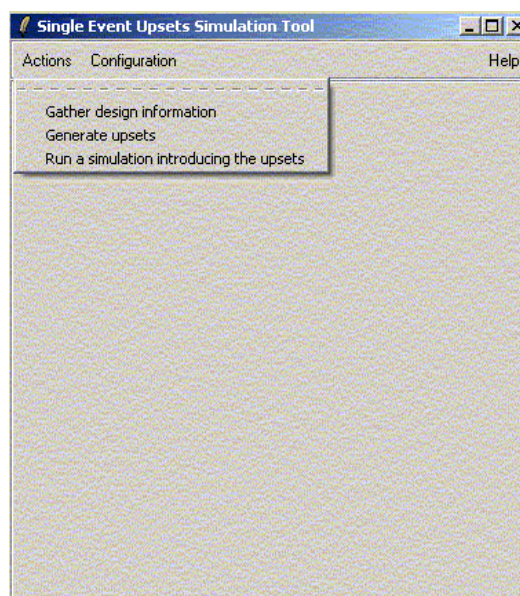 Single Event Upsets Simulation Tool
Actions Configuration Help
Gather design information
Generate upsets
Run a simulation introducing the upsets